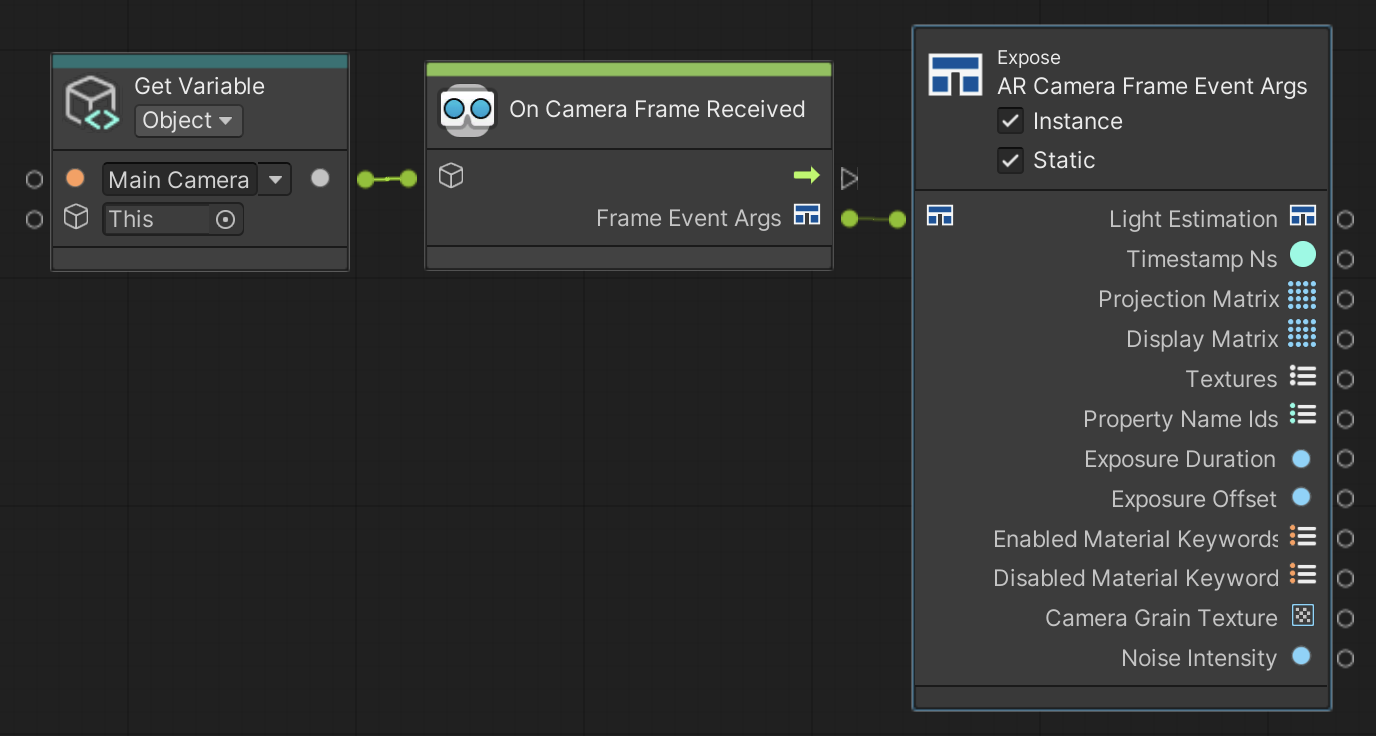 Get Variable
Object
Main Camera
This
On Camera Frame Received
Frame Event Args
Expose
AR Camera Frame Event Args
Instance
Static
Light Estimation
Timestamp Ns
Projection Matrix
Display Matrix
Textures
Property Name Ids
Exposure Duration
Exposure Offset
Enabled Material Keywords
Disabled Material Keyword
Camera Grain Texture
Noise Intensity